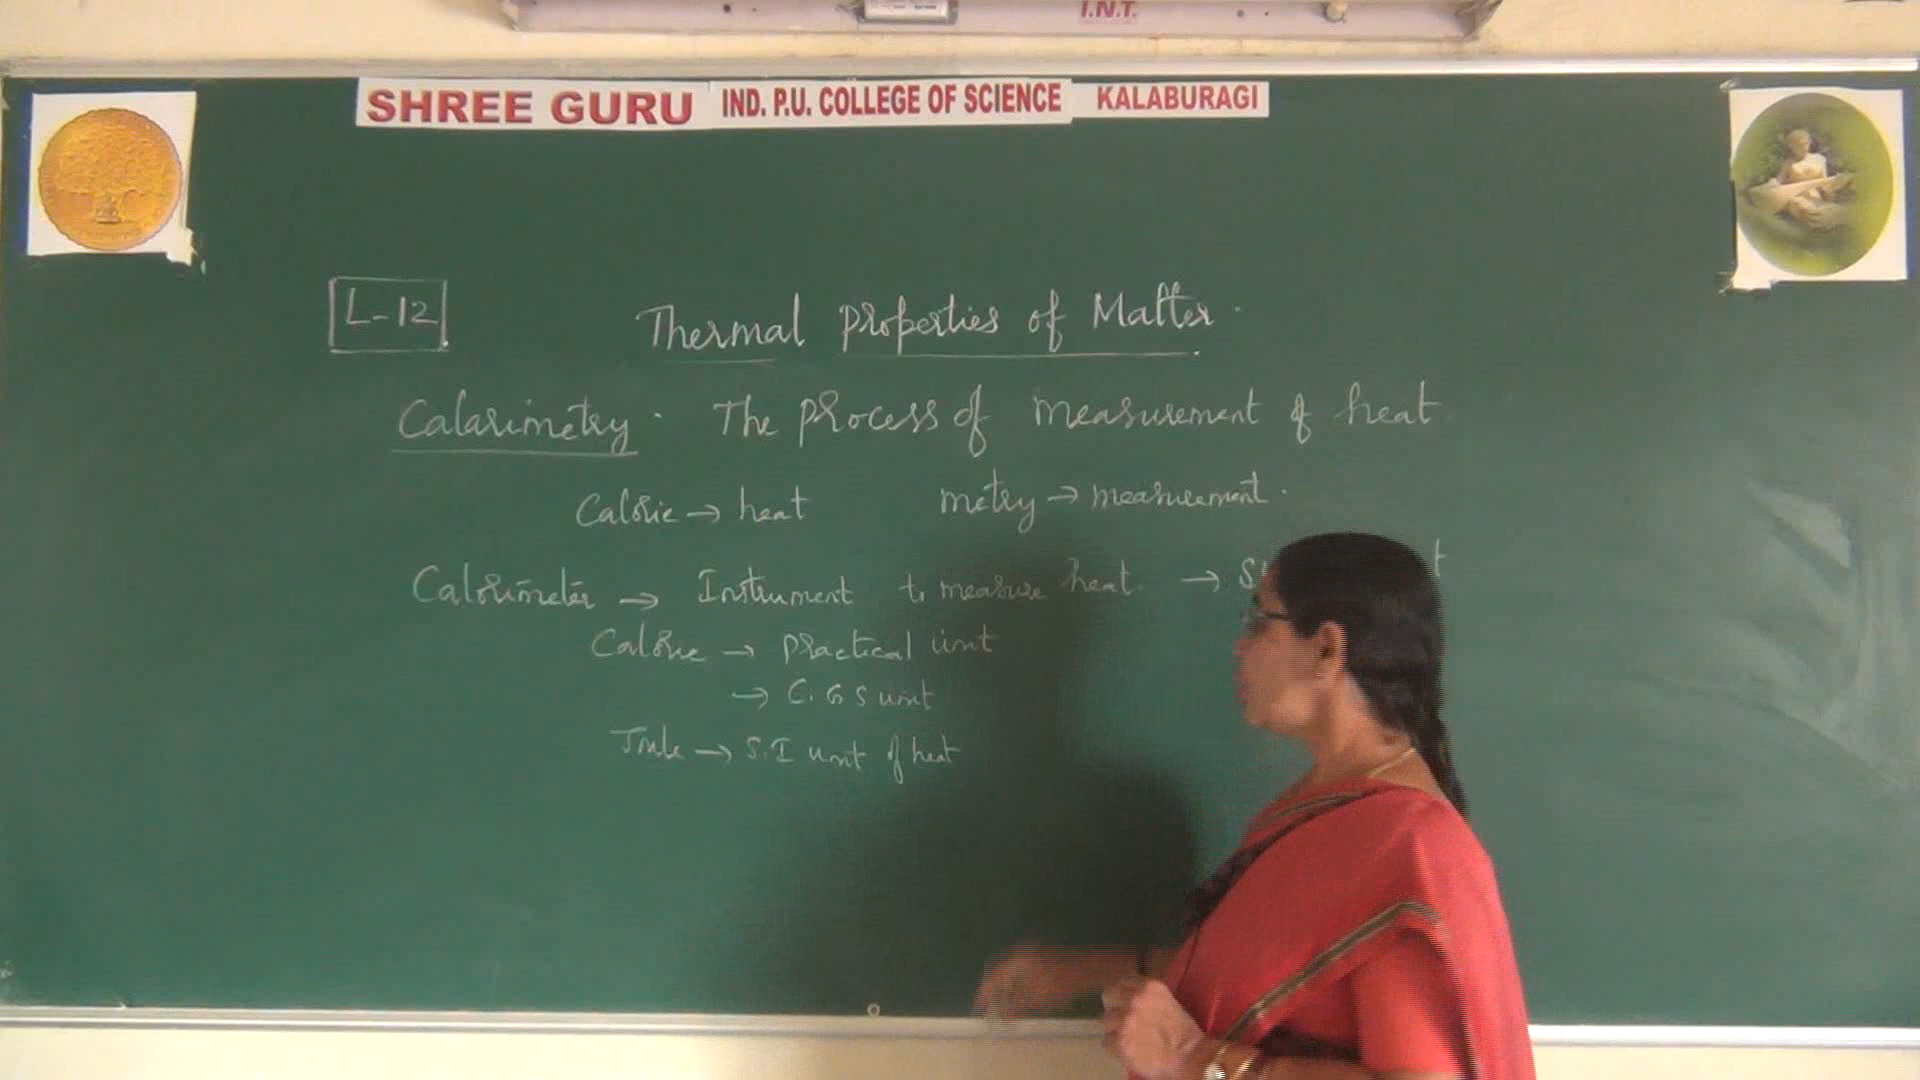 I.N.T.
SHREE GURU IND. P.U. COLLEGE OF SCIENCE KALABURAGI
L-12
Thermal Properties of Matter.
Calarimetry. The process of measurement of heat
Calorie → heat metry → measurement.
Calorimeter → Instrument to measure heat. →
Calorie → practical unit
→ C. G S unit
Joule → S.I unit of heat